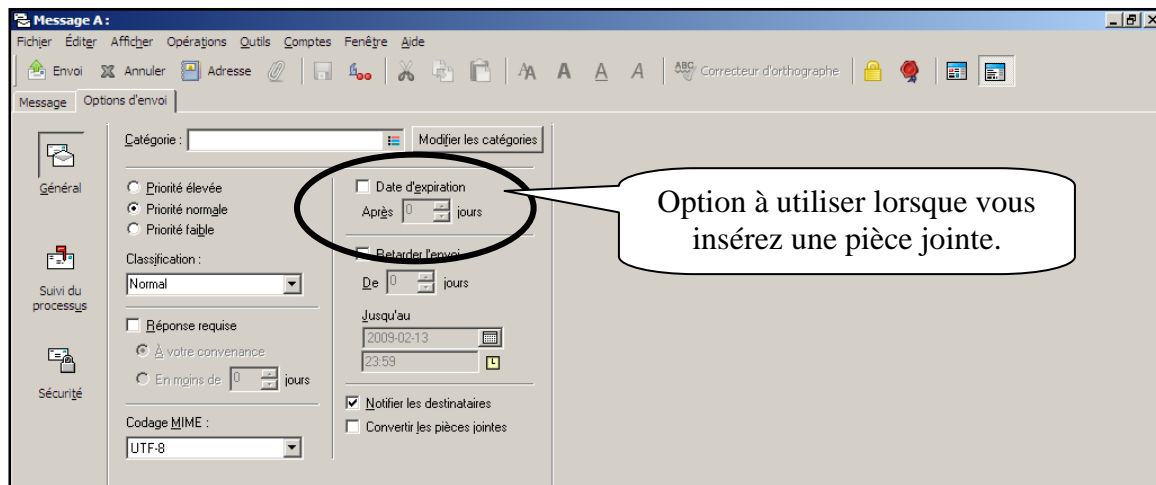 Message A :
Fichier Éditer Afficher Opérations Outils Comptes Fenêtre Aide
Envoi Annuler Adresse Correcteur d'orthographe
Message Options d'envoi
Catégorie : Modifier les catégories
Général
Priorité élevée
Priorité normale
Priorité faible
Date d'expiration
Après 0 jours
Option à utiliser lorsque vous
insérez une pièce jointe.
Classification :
Normal
Retarder l'envoi
De 0 jours
Suivi du
processus
Jusqu'au
2009-02-13
23:59
Réponse requise
À votre convenance
En moins de 0 jours
Sécurité
Notifier les destinataires
Convertir les pièces jointes
Codage MIME :
UTF-8